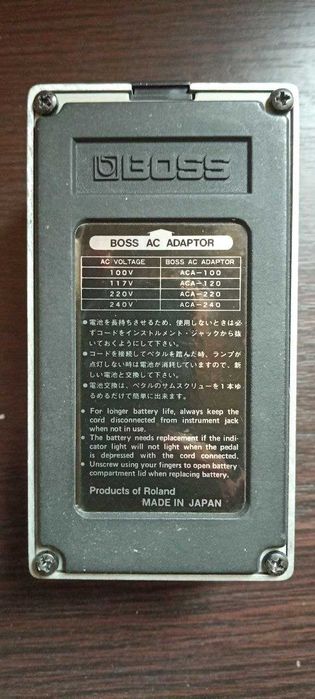 BOSS
BOSS AC ADAPTOR
AC VOLTAGE BOSS AC ADAPTOR
100V ACA-100
117V ACA-120
220V ACA-220
240V ACA-240
●電池を長持ちさせるため、使用しないときは必
ずコードをインストルメント・ジャックから抜
いておくようにして下さい。
●コードを接続してペダルを踏んだ時、ランプが
点灯しない時は電池が消耗していますので、新
しい電池と交換して下さい。
●電池交換は、ペダルのサムスクリューを1本ゆ
るめるだけで簡単に出来ます。
● For longer battery life, always keep the
cord disconnected from instrument jack
when not in use.
● The battery needs replacement if the indi-
cator light will not light when the pedal
is depressed with the cord connected.
● Unscrew using your fingers to open battery
compartment lid when replacing battery.
Products of Roland
MADE IN JAPAN